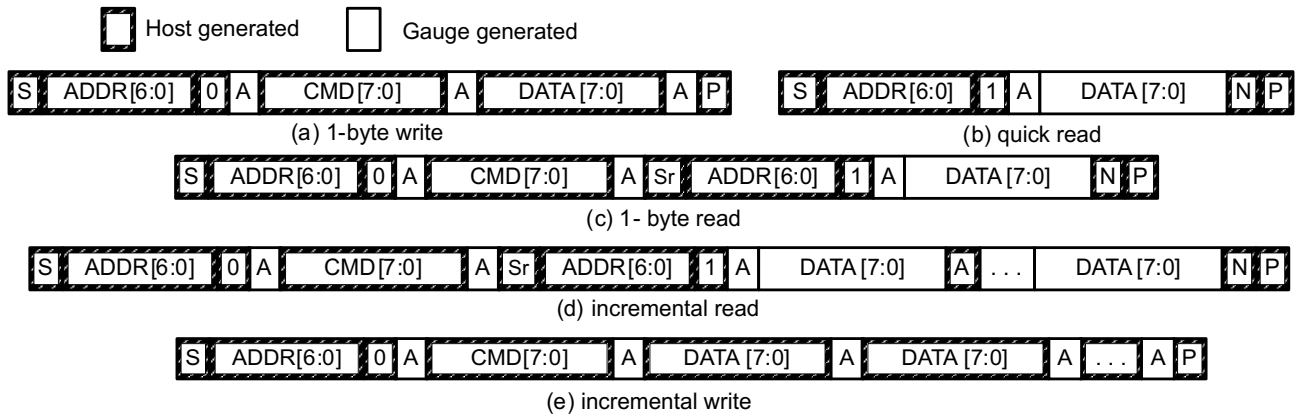 Host generated Gauge generated
S ADDR[6:0] 0 A CMD[7:0] A DATA[7:0] A P S ADDR[6:0] 1 A DATA[7:0] N P
(a) 1-byte write (b) quick read
S ADDR[6:0] 0 A CMD[7:0] A Sr ADDR[6:0] 1 A DATA[7:0] N P
(c) 1- byte read
S ADDR[6:0] 0 A CMD[7:0] A Sr ADDR[6:0] 1 A DATA[7:0] A . . . DATA[7:0] N P
(d) incremental read
S ADDR[6:0] 0 A CMD[7:0] A DATA[7:0] A DATA[7:0] A . . . A P
(e) incremental write